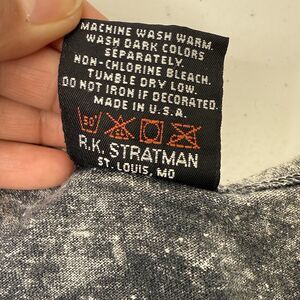 MACHINE WASH WARM.
WASH DARK COLORS
SEPARATELY.
NON-CHLORINE BLEACH.
TUMBLE DRY LOW.
DO NOT IRON IF DECORATED.
MADE IN U.S.A.
R.K. STRATMAN
ST. LOUIS, MO